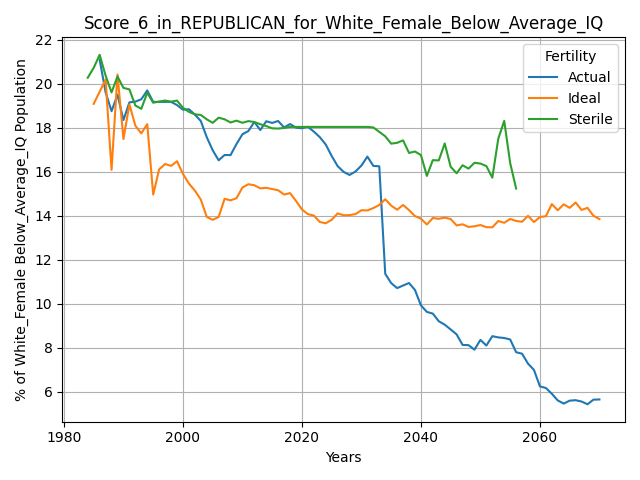 Score_6_in_REPUBLICAN_for_White_Female_Below_Average_IQ
% of White_Female Below_Average_IQ Population
22
20
18
16
14
12
10
8
6
Fertility
Actual
Ideal
Sterile
1980
2000
2020
2040
2060
Years